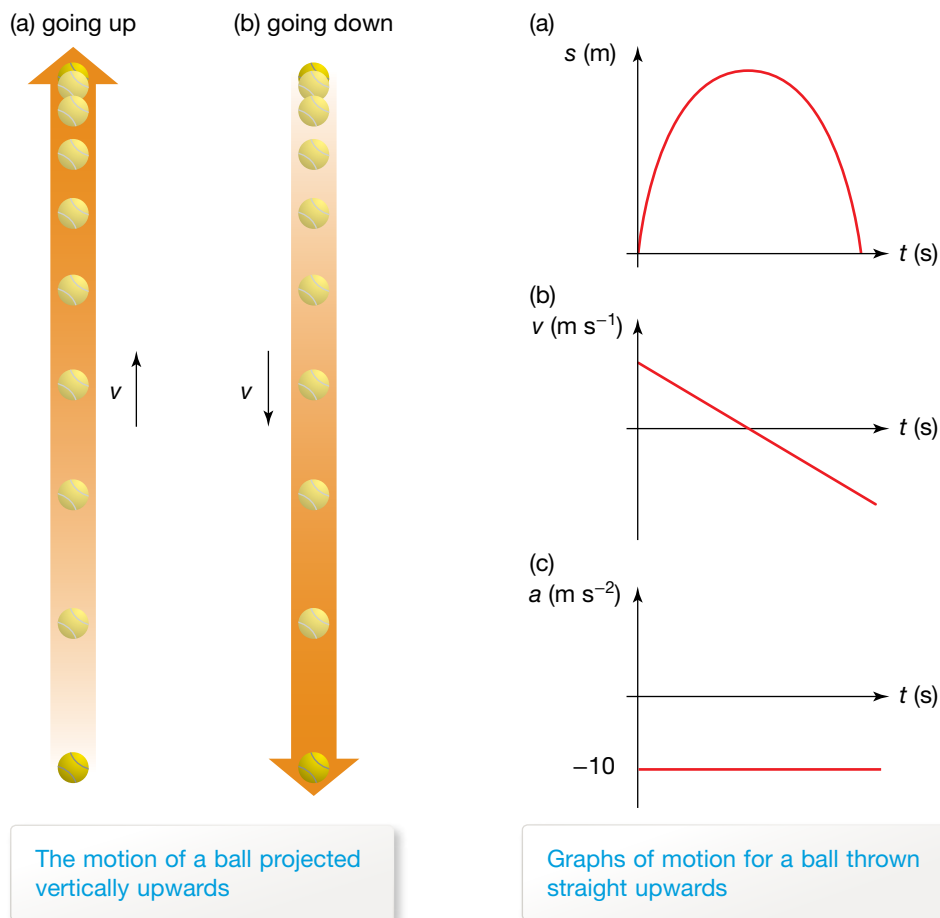 (a) going up
(b) going down
v
v
The motion of a ball projected
vertically upwards
(a)
s (m)
t (s)
(b)
v (m s⁻¹)
t (s)
(c)
a (m s⁻²)
t (s)
−10
Graphs of motion for a ball thrown
straight upwards